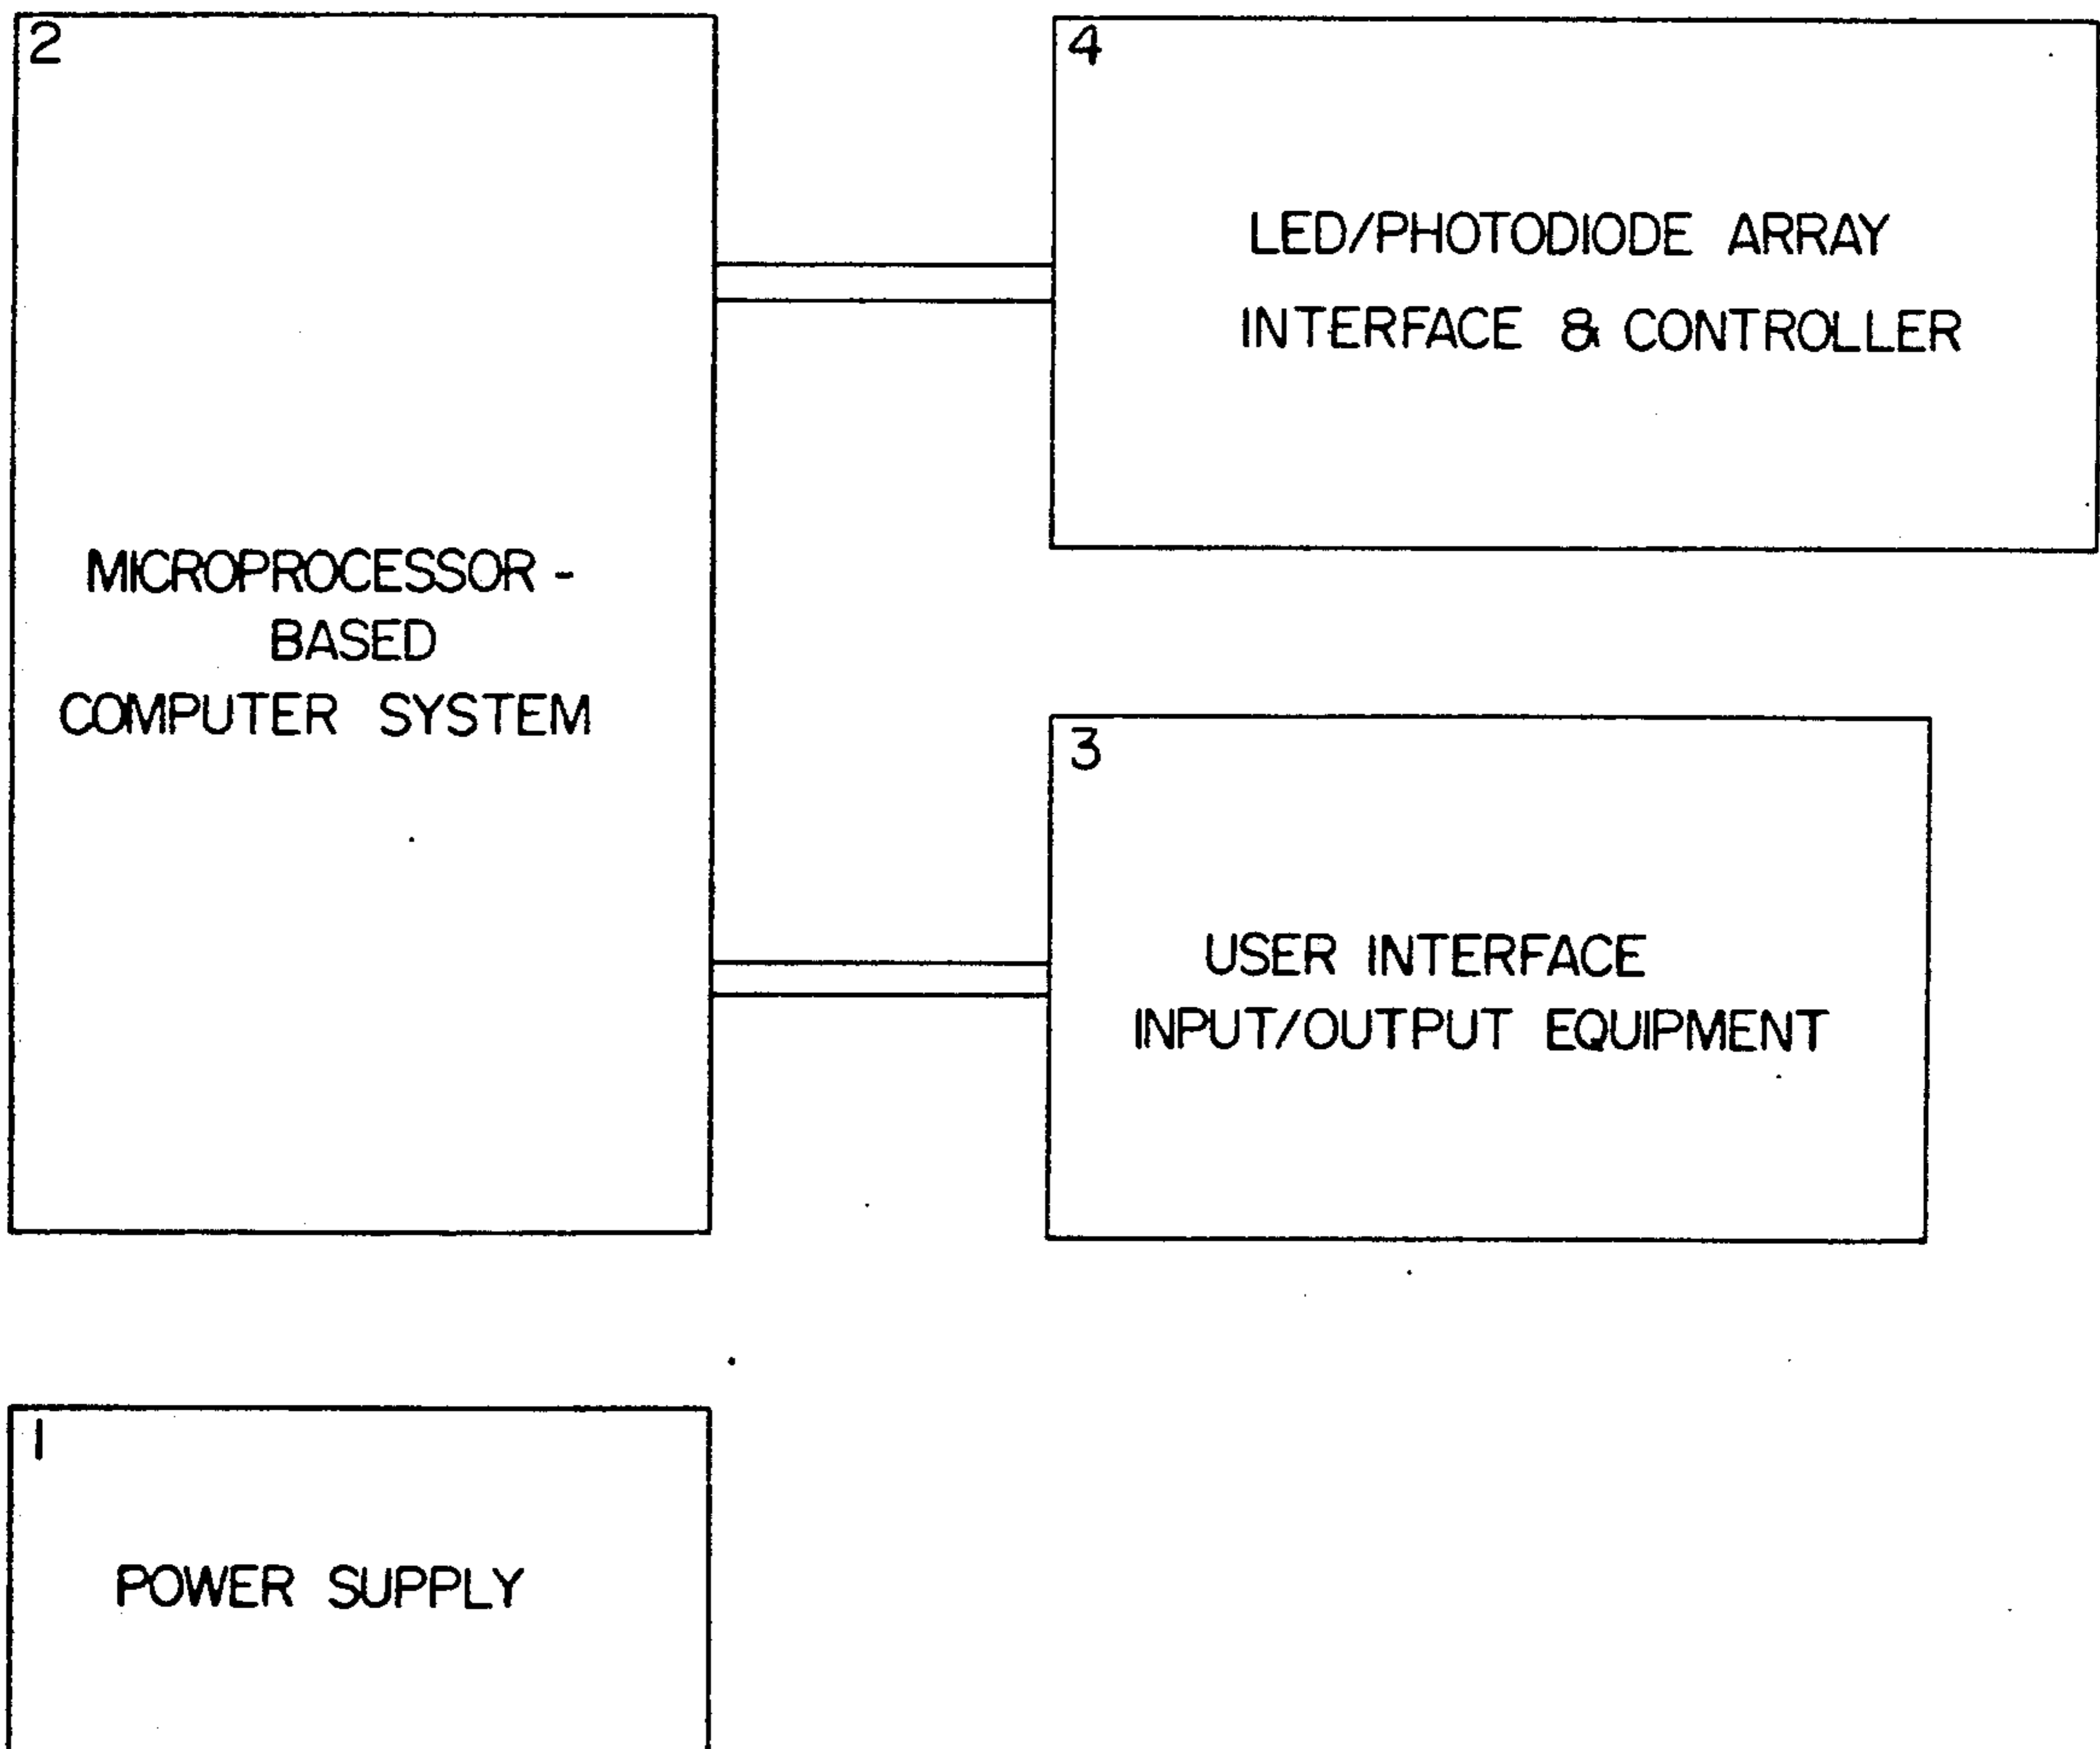 2
MICROPROCESSOR-
BASED
COMPUTER SYSTEM
4
LED/PHOTODIODE ARRAY
INTERFACE & CONTROLLER
3
USER INTERFACE
INPUT/OUTPUT EQUIPMENT
1
POWER SUPPLY